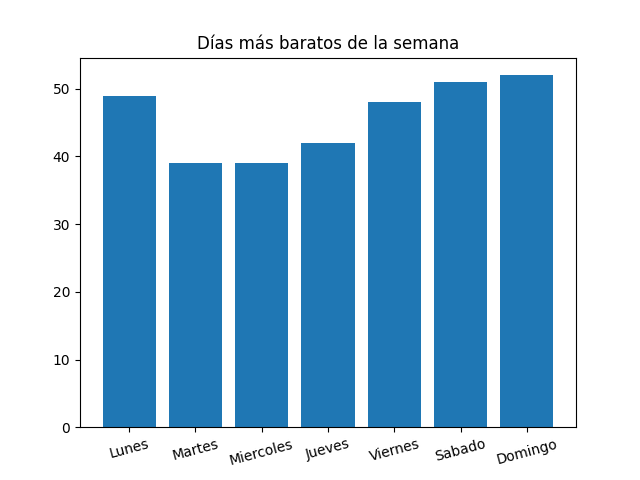 Días más baratos de la semana
50
40
30
20
10
0
Lunes
Martes
Miercoles
Jueves
Viernes
Sabado
Domingo